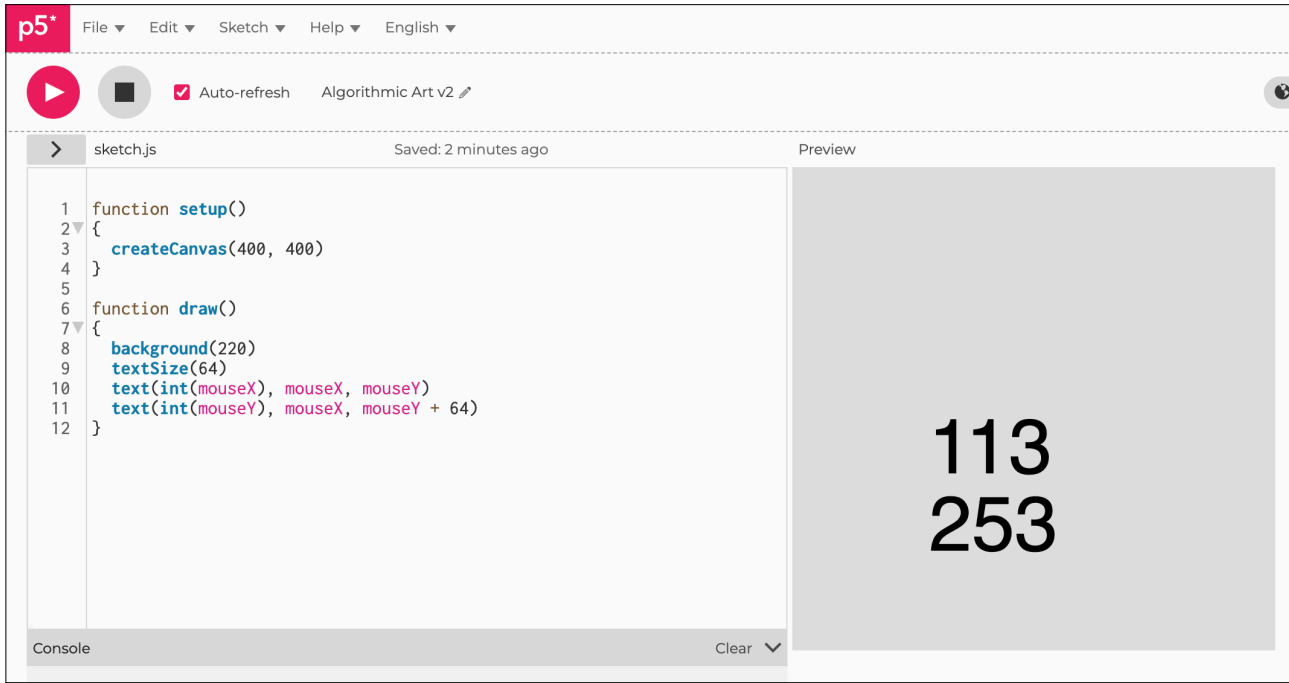 p5* File Edit Sketch Help English
Auto-refresh Algorithmic Art v2
sketch.js Saved: 2 minutes ago Preview
1 function setup()
2 {
3   createCanvas(400, 400)
4 }
5
6 function draw()
7 {
8   background(220)
9   textSize(64)
10   text(int(mouseX), mouseX, mouseY)
11   text(int(mouseY), mouseX, mouseY + 64)
12 }
113
253
Console Clear